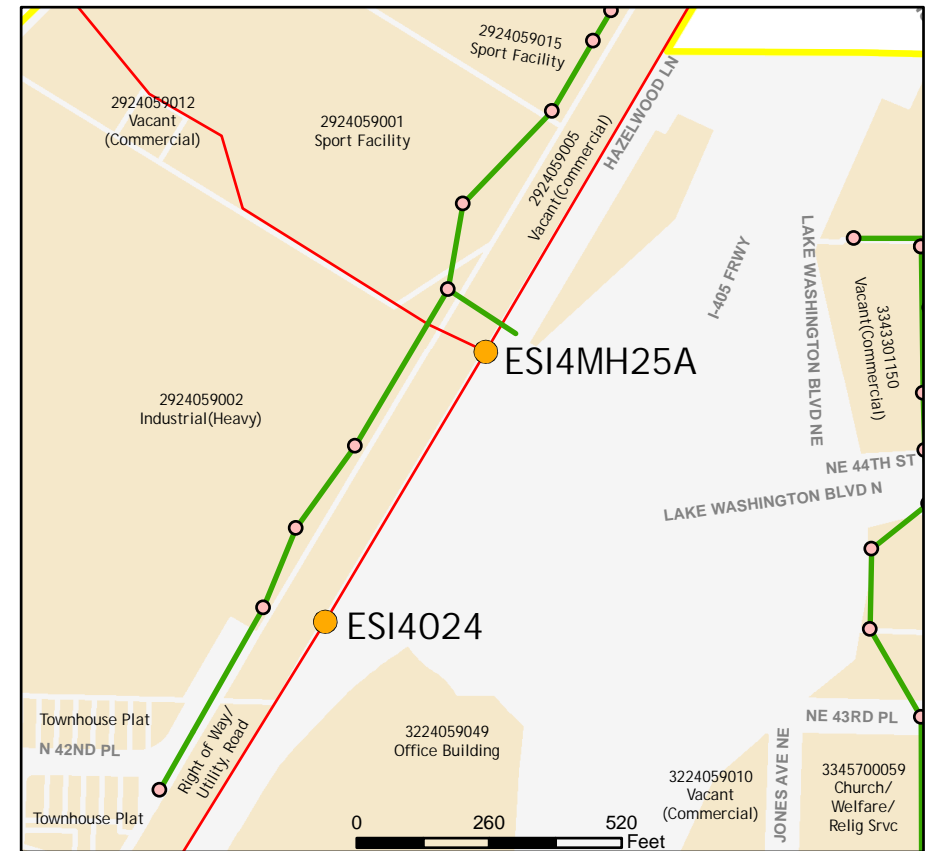 2924059015
Sport Facility
HAZELWOOD LN
2924059012
Vacant
(Commercial)
2924059001
Sport Facility
2924059005
Vacant(Commercial)
I-405 FRWY
LAKE WASHINGTON BLVD NE
3343301150
Vacant(Commercial)
ESI4MH25A
2924059002
Industrial(Heavy)
NE 44TH ST
LAKE WASHINGTON BLVD N
ESI4024
Townhouse Plat
N 42ND PL
Right of Way/
Utility, Road
3224059049
Office Building
NE 43RD PL
JONES AVE NE
3224059010
Vacant
(Commercial)
3345700059
Church/
Welfare/
Relig Srvc
Townhouse Plat
0 260 520
Feet